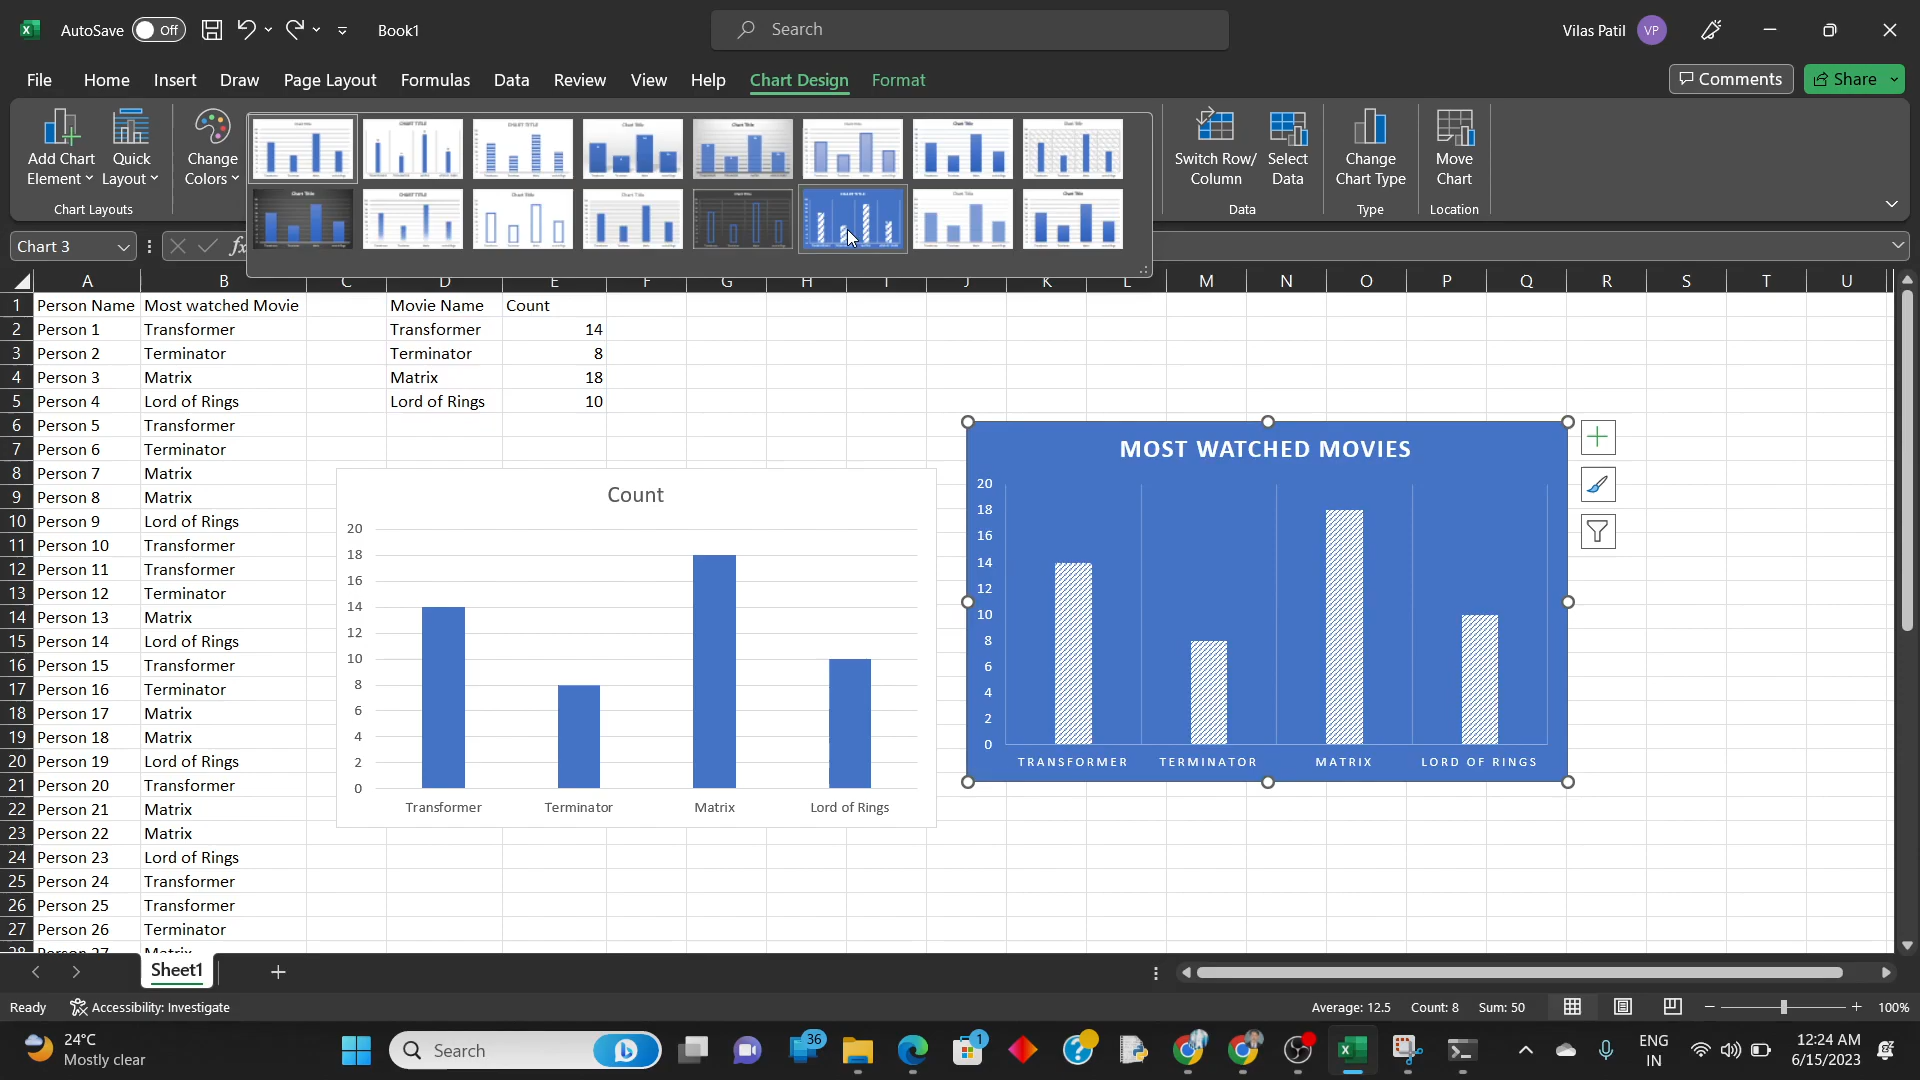 AutoSave Off Book1 Search Vilas Patil VP
File Home Insert Draw Page Layout Formulas Data Review View Help Chart Design Format Comments Share
Add Chart Element
Quick Layout
Change Colors
Chart Layouts
Switch Row/ Column
Select Data
Change Chart Type
Move Chart
Data Type Location
Chart 3 fx
A B C D E F G H I J K L M N O P Q R S T U
1 Person Name Most watched Movie Movie Name Count
2 Person 1 Transformer Transformer 14
3 Person 2 Terminator Terminator 8
4 Person 3 Matrix Matrix 18
5 Person 4 Lord of Rings Lord of Rings 10
6 Person 5 Transformer
7 Person 6 Terminator
8 Person 7 Matrix
9 Person 8 Matrix
10 Person 9 Lord of Rings
11 Person 10 Transformer
12 Person 11 Transformer
13 Person 12 Terminator
14 Person 13 Matrix
15 Person 14 Lord of Rings
16 Person 15 Transformer
17 Person 16 Terminator
18 Person 17 Matrix
19 Person 18 Matrix
20 Person 19 Lord of Rings
21 Person 20 Transformer
22 Person 21 Matrix
23 Person 22 Matrix
24 Person 23 Lord of Rings
25 Person 24 Transformer
26 Person 25 Transformer
27 Person 26 Terminator
28 Person 27 Matrix
Count
20
18
16
14
12
10
8
6
4
2
0
Transformer Terminator Matrix Lord of Rings
MOST WATCHED MOVIES
20
18
16
14
12
10
8
6
4
2
0
TRANSFORMER TERMINATOR MATRIX LORD OF RINGS
Sheet1
Ready Accessibility: Investigate Average: 12.5 Count: 8 Sum: 50 100%
24°C
Mostly clear
Search
36
1
ENG
IN
12:24 AM
6/15/2023